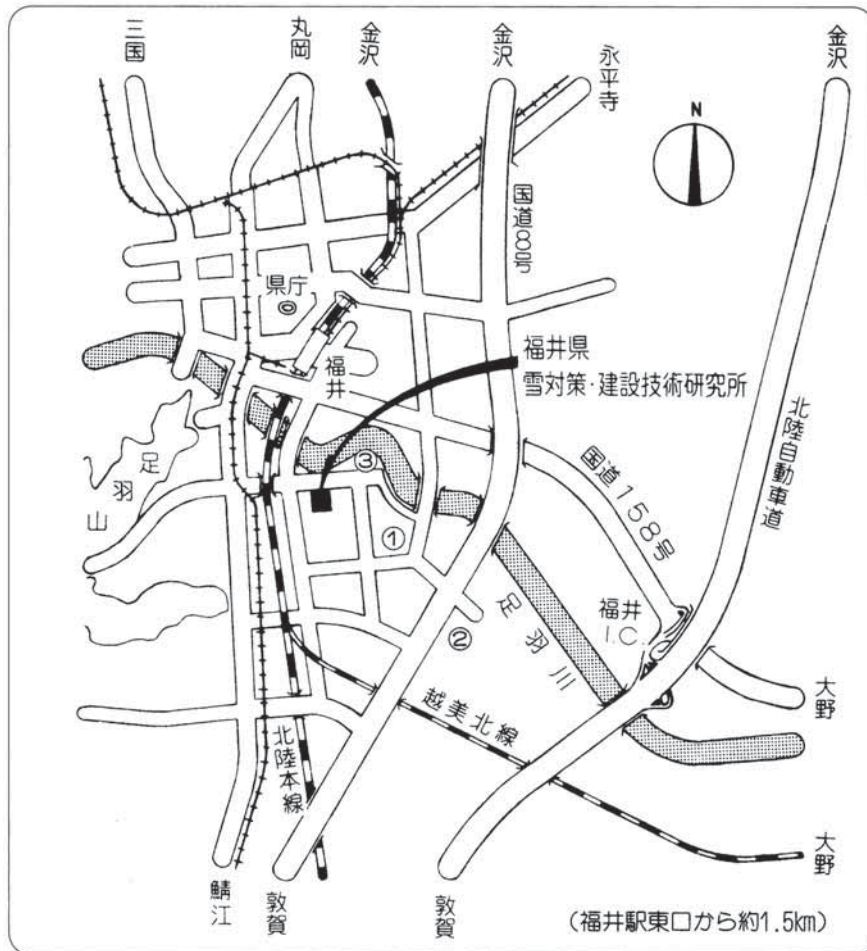 三国
丸岡
金沢
金沢
永平寺
金沢
N
国道8号
県庁
福井
福井県
雪対策・建設技術研究所
北陸自動車道
足羽山
③
国道158号
①
足羽川
福井
I.C.
②
大野
越美北線
北陸本線
大野
鯖江
敦賀
敦賀
(福井駅東口から約1.5km)